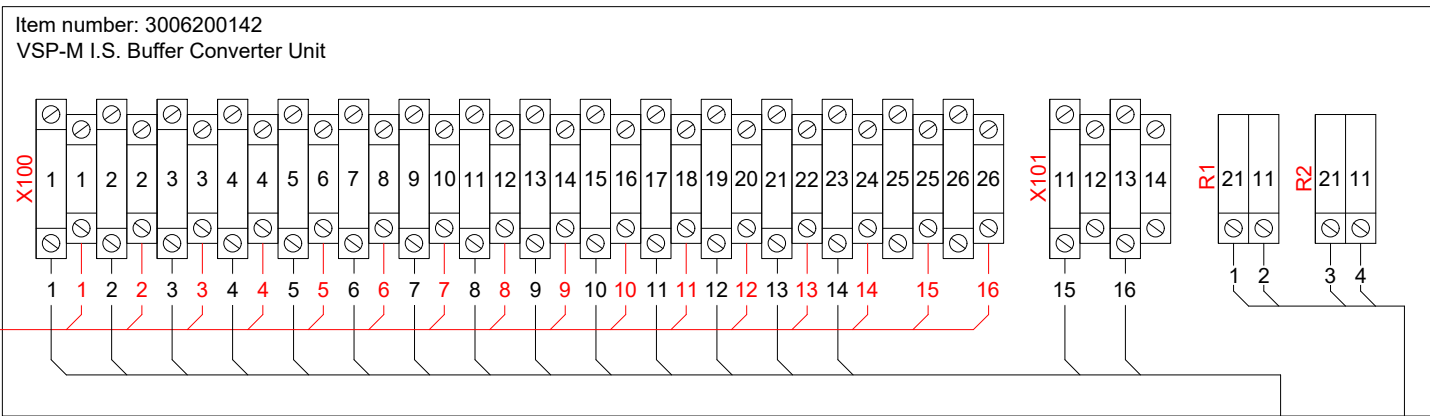 Item number: 3006200142
VSP-M I.S. Buffer Converter Unit
X100 1 1 2 2 3 3 4 4 5 6 7 8 9 10 11 12 13 14 15 16 17 18 19 20 21 22 23 24 25 25 26 26 X101 11 12 13 14 R1 21 11 R2 21 11
1 1 2 2 3 3 4 4 5 5 6 6 7 7 8 8 9 9 10 10 11 11 12 12 13 13 14 14 15 16 15 16 1 2 3 4